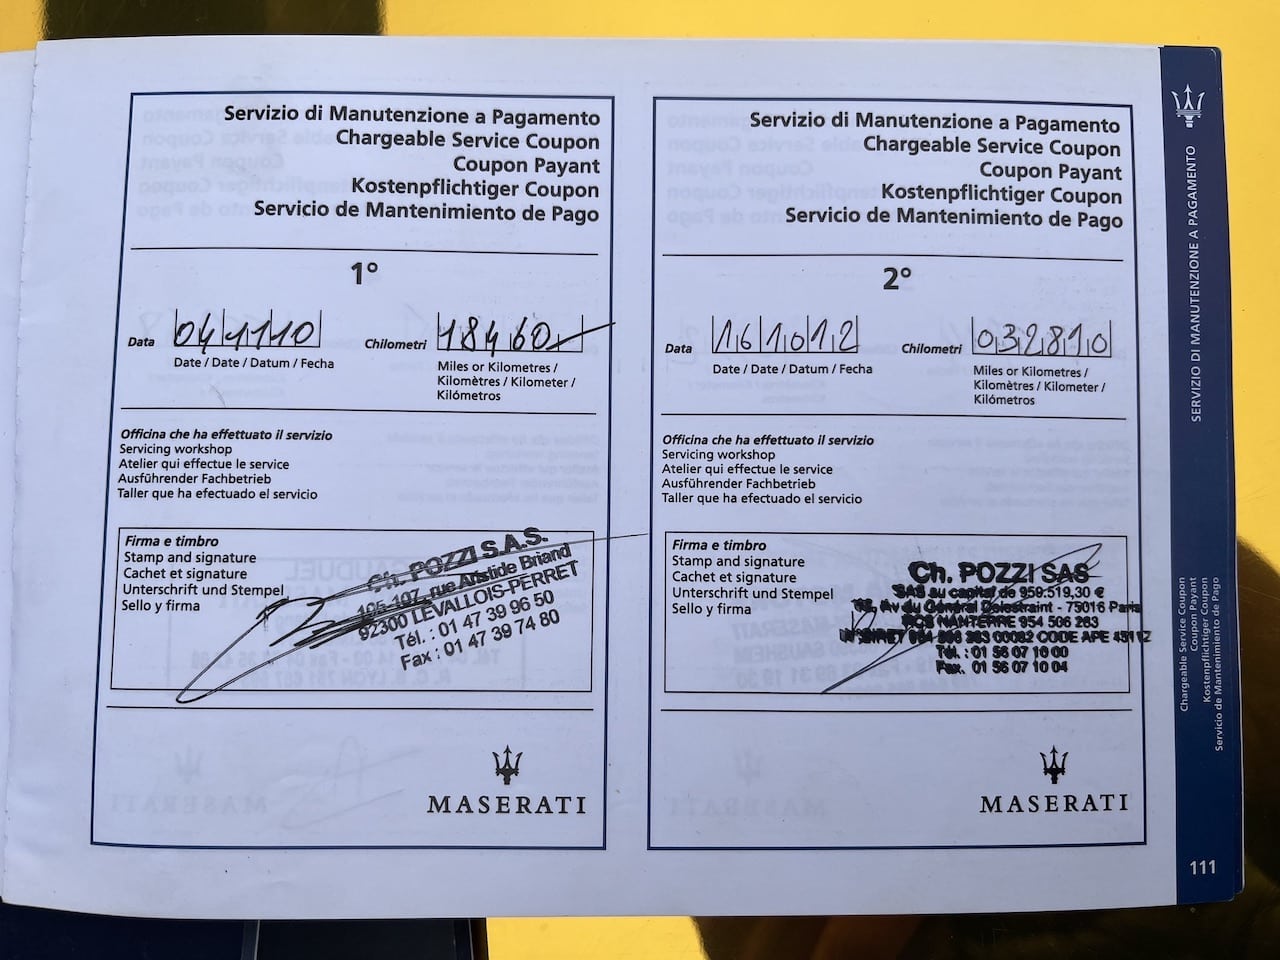 Servizio di Manutenzione a Pagamento
Chargeable Service Coupon
Coupon Payant
Kostenpflichtiger Coupon
Servicio de Mantenimiento de Pago
1°
Data 041110 Chilometri 18460
Date / Date / Datum / Fecha
Miles or Kilometres /
Kilomètres / Kilometer /
Kilómetros
Officina che ha effettuato il servizio
Servicing workshop
Atelier qui effectue le service
Ausführender Fachbetrieb
Taller que ha efectuado el servicio
Firma e timbro
Stamp and signature
Cachet et signature
Unterschrift und Stempel
Sello y firma
Ch. POZZI S.A.S.
105-107, rue Aristide Briand
92300 LEVALLOIS-PERRET
Tél. : 01 47 39 96 50
Fax : 01 47 39 74 80
MASERATI
Servizio di Manutenzione a Pagamento
Chargeable Service Coupon
Coupon Payant
Kostenpflichtiger Coupon
Servicio de Mantenimiento de Pago
2°
Data 161012 Chilometri 032810
Date / Date / Datum / Fecha
Miles or Kilometres /
Kilomètres / Kilometer /
Kilómetros
Officina che ha effettuato il servizio
Servicing workshop
Atelier qui effectue le service
Ausführender Fachbetrieb
Taller que ha efectuado el servicio
Firma e timbro
Stamp and signature
Cachet et signature
Unterschrift und Stempel
Sello y firma
Ch. POZZI SAS
SAS au capital de 959.519,30 €
Av du Général Delestraint - 75016 Paris
RCS NANTERRE 954 506 263
CODE APE 4511Z
Tél. : 01 56 07 10 00
Fax. 01 56 07 10 04
MASERATI
SERVIZIO DI MANUTENZIONE A PAGAMENTO
Chargeable Service Coupon
Coupon Payant
Kostenpflichtiger Coupon
Servicio de Mantenimiento de Pago
111